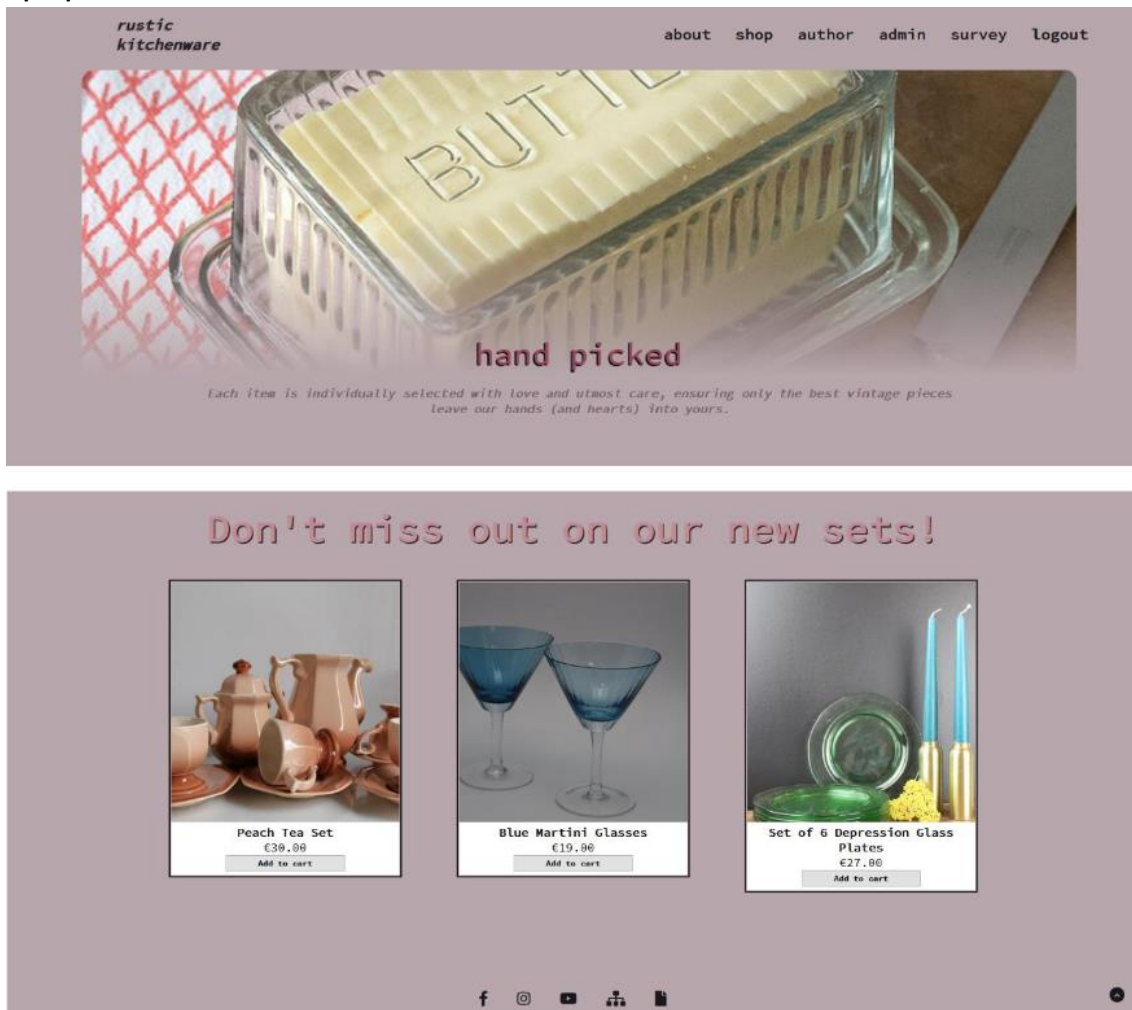 rustic
kitchenware
about shop author admin survey logout
BUTTE
hand picked
Each item is individually selected with love and utmost care, ensuring only the best vintage pieces
leave our hands (and hearts) into yours.
Don't miss out on our new sets!
Peach Tea Set
€30.00
Add to cart
Blue Martini Glasses
€19.00
Add to cart
Set of 6 Depression Glass
Plates
€27.00
Add to cart